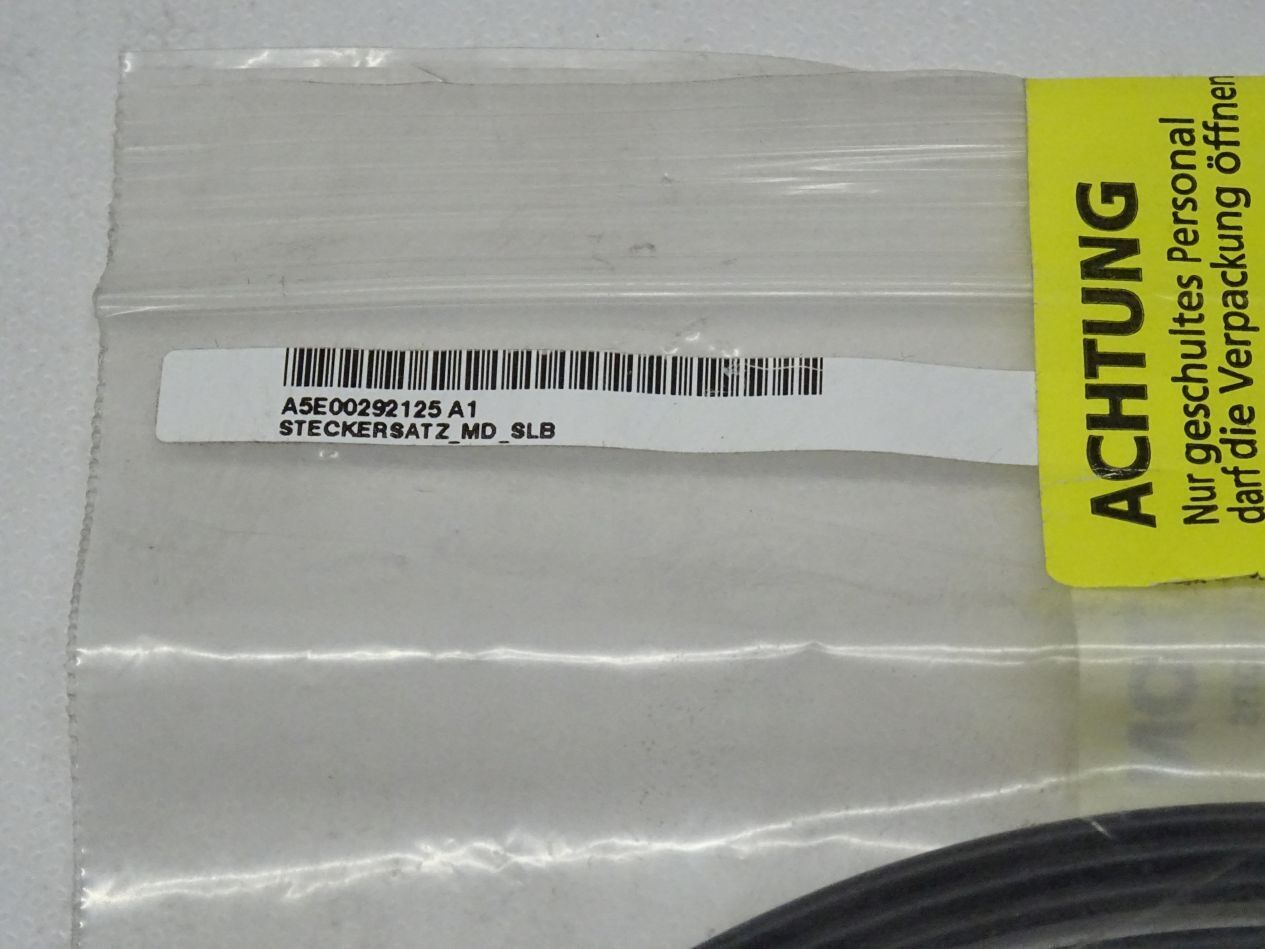 A5E00292125 A1
STECKERSATZ_MD_SLB
ACHTUNG
Nur geschultes Personal
darf die Verpackung öffnen